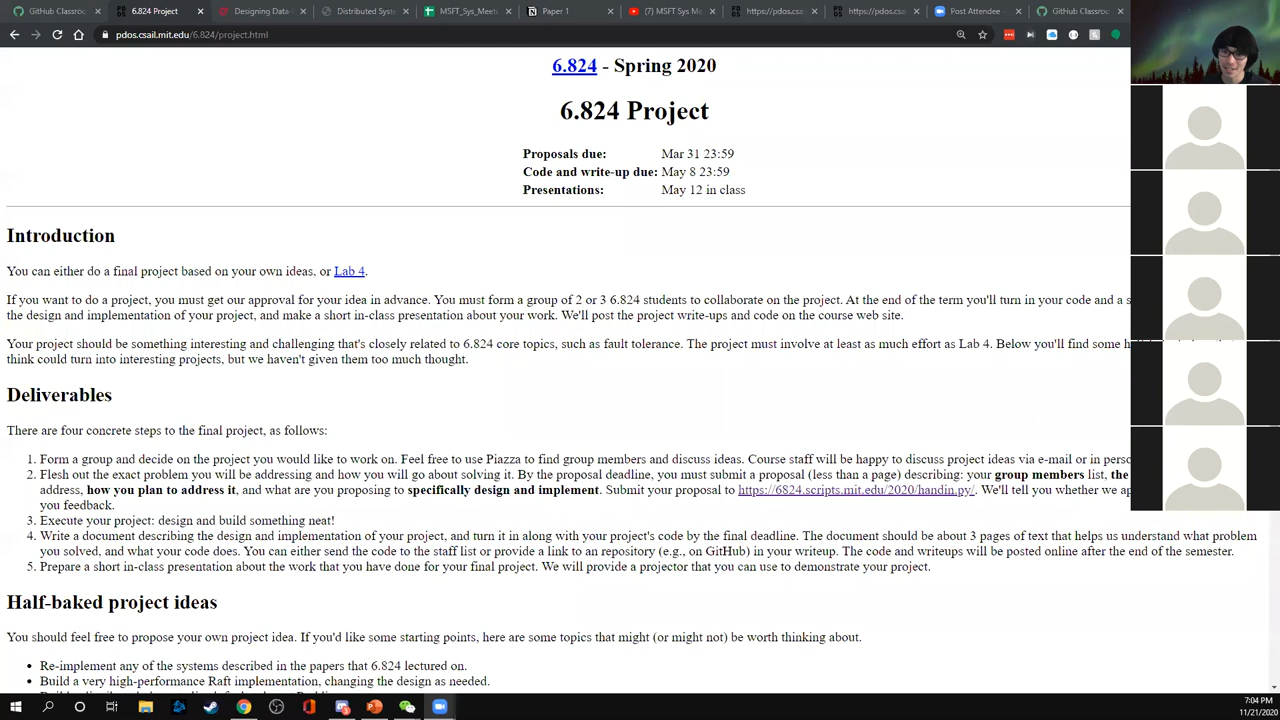 GitHub Classroo
6.824 Project
Designing Data-
Distributed Syste
MSFT_Sys_Meeti
Paper 1
(7) MSFT Sys Me
https://pdos.csai
https://pdos.csai
Post Attendee
GitHub Classroo
pdos.csail.mit.edu/6.824/project.html
6.824 - Spring 2020
6.824 Project
Proposals due: Mar 31 23:59
Code and write-up due: May 8 23:59
Presentations: May 12 in class
Introduction
You can either do a final project based on your own ideas, or Lab 4.
If you want to do a project, you must get our approval for your idea in advance. You must form a group of 2 or 3 6.824 students to collaborate on the project. At the end of the term you'll turn in your code and a s
the design and implementation of your project, and make a short in-class presentation about your work. We'll post the project write-ups and code on the course web site.
Your project should be something interesting and challenging that's closely related to 6.824 core topics, such as fault tolerance. The project must involve at least as much effort as Lab 4. Below you'll find some h
think could turn into interesting projects, but we haven't given them too much thought.
Deliverables
There are four concrete steps to the final project, as follows:
1. Form a group and decide on the project you would like to work on. Feel free to use Piazza to find group members and discuss ideas. Course staff will be happy to discuss project ideas via e-mail or in perso
2. Flesh out the exact problem you will be addressing and how you will go about solving it. By the proposal deadline, you must submit a proposal (less than a page) describing: your group members list, the
address, how you plan to address it, and what are you proposing to specifically design and implement. Submit your proposal to https://6824.scripts.mit.edu/2020/handin.py/. We'll tell you whether we ap
you feedback.
3. Execute your project: design and build something neat!
4. Write a document describing the design and implementation of your project, and turn it in along with your project's code by the final deadline. The document should be about 3 pages of text that helps us understand what problem
you solved, and what your code does. You can either send the code to the staff list or provide a link to an repository (e.g., on GitHub) in your writeup. The code and writeups will be posted online after the end of the semester.
5. Prepare a short in-class presentation about the work that you have done for your final project. We will provide a projector that you can use to demonstrate your project.
Half-baked project ideas
You should feel free to propose your own project idea. If you'd like some starting points, here are some topics that might (or might not) be worth thinking about.
• Re-implement any of the systems described in the papers that 6.824 lectured on.
• Build a very high-performance Raft implementation, changing the design as needed.
7:04 PM
11/21/2020